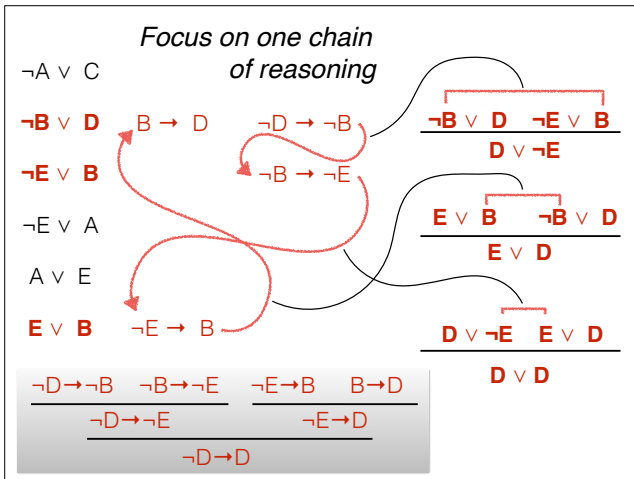 Focus on one chain
of reasoning
¬A ∨ C
¬B ∨ D B → D ¬D → ¬B
¬E ∨ B ¬B → ¬E
¬E ∨ A
A ∨ E
E ∨ B ¬E → B
¬B ∨ D ¬E ∨ B
D ∨ ¬E
E ∨ B ¬B ∨ D
E ∨ D
D ∨ ¬E E ∨ D
D ∨ D
¬D→¬B ¬B→¬E ¬E→B B→D
¬D→¬E ¬E→D
¬D→D